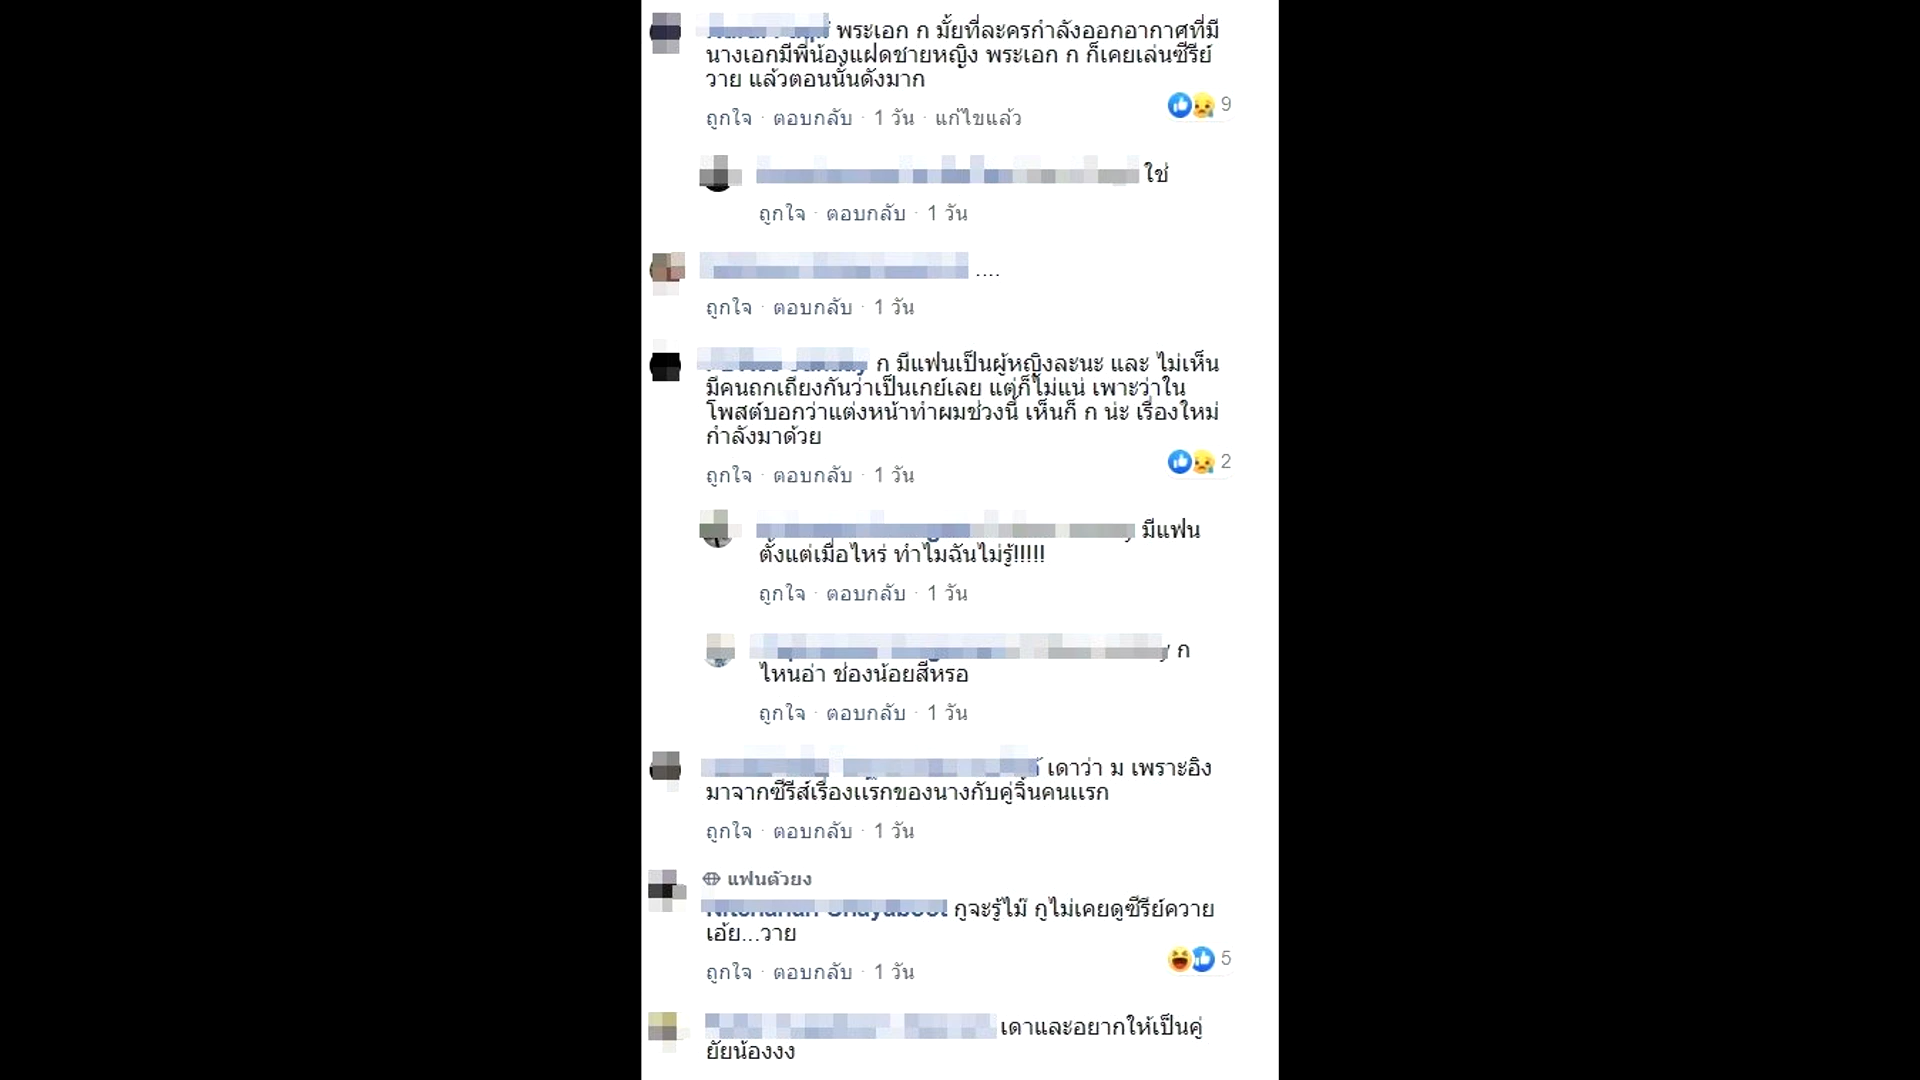 พระเอก ก มั้ยที่ละครกำลังออกอากาศที่มี
นางเอกมีพี่น้องแฝดชายหญิง พระเอก ก ก็เคยเล่นซีรีย์
วาย แล้วตอนนั้นดังมาก
9
ถูกใจ · ตอบกลับ · 1 วัน · แก้ไขแล้ว
ใช่
ถูกใจ · ตอบกลับ · 1 วัน
....
ถูกใจ · ตอบกลับ · 1 วัน
ก มีแฟนเป็นผู้หญิงละนะ และ ไม่เห็น
มีคนถกเถียงกันว่าเป็นเกย์เลย แต่ก็ไม่แน่ เพาะว่าใน
โพสต์บอกว่าแต่งหน้าทำผมช่วงนี้ เห็นก็ ก น่ะ เรื่องใหม่
กำลังมาด้วย
2
ถูกใจ · ตอบกลับ · 1 วัน
มีแฟน
ตั้งแต่เมื่อไหร่ ทำไมฉันไม่รู้!!!!!
ถูกใจ · ตอบกลับ · 1 วัน
ก
ไหนอ่า ช่องน้อยสีหรอ
ถูกใจ · ตอบกลับ · 1 วัน
เดาว่า ม เพราะอิง
มาจากซีรีส์เรื่องแร๊กของนางกับคู่จิ้นคนแรก
ถูกใจ · ตอบกลับ · 1 วัน
แฟนตัวยง
กูจะรู้ไม๊ กูไม่เคยดูซีรีย์ควาย
เอ้ย...วาย
5
ถูกใจ · ตอบกลับ · 1 วัน
เดาและอยากให้เป็นคู่
ยัยน้องงง